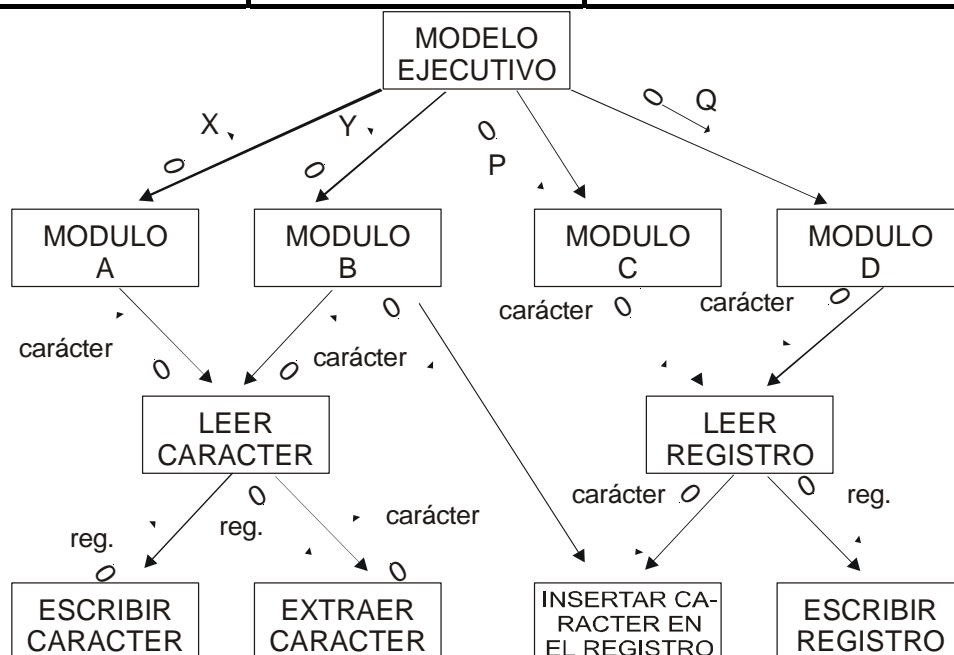 MODELO
EJECUTIVO
X
Y
P
Q
MODULO
A
MODULO
B
MODULO
C
MODULO
D
carácter
carácter
carácter
carácter
LEER
CARACTER
LEER
REGISTRO
reg.
reg.
carácter
carácter
reg.
ESCRIBIR
CARACTER
EXTRAER
CARACTER
INSERTAR CA-
RACTER EN
EL REGISTRO
ESCRIBIR
REGISTRO